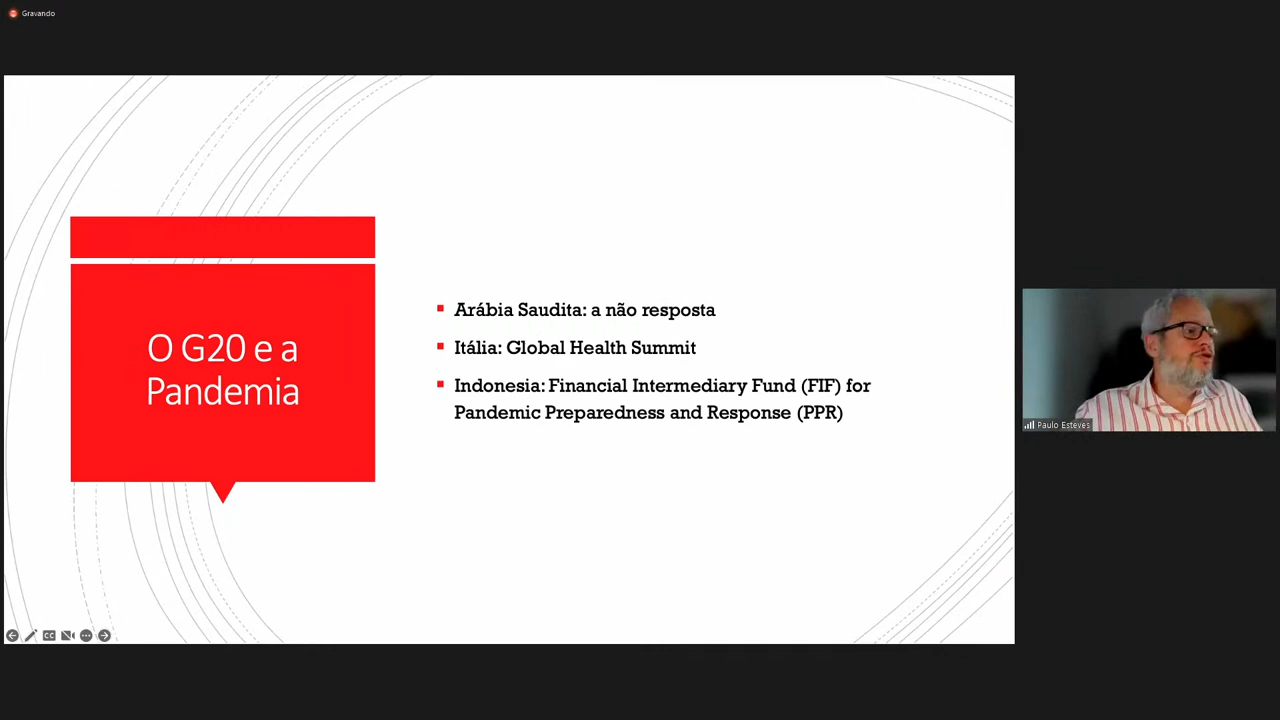 Gravando
O G20 e a
Pandemia
Arábia Saudita: a não resposta
Itália: Global Health Summit
Indonesia: Financial Intermediary Fund (FIF) for
Pandemic Preparedness and Response (PPR)
Paulo Esteves
CC